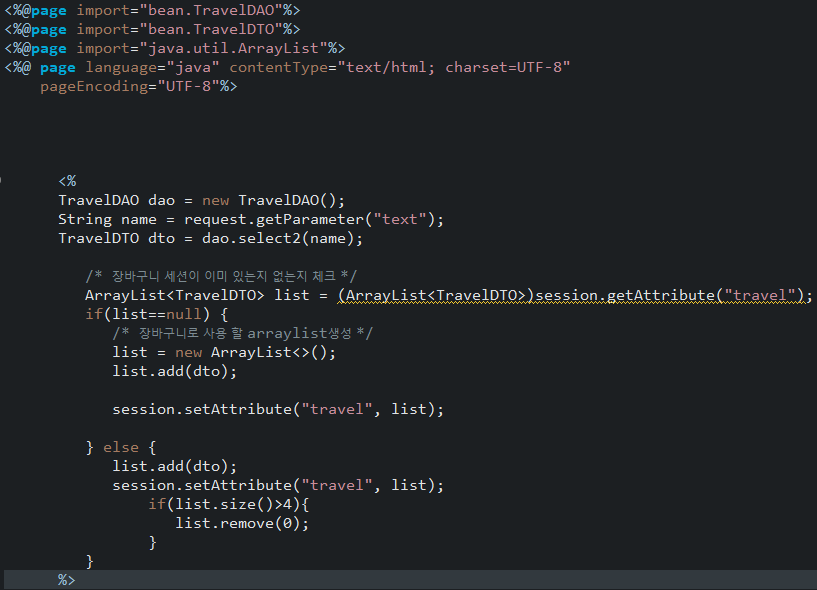 <%@page import="bean.TravelDAO"%>
<%@page import="bean.TravelDTO"%>
<%@page import="java.util.ArrayList"%>
<%@ page language="java" contentType="text/html; charset=UTF-8"
    pageEncoding="UTF-8"%>
<%
TravelDAO dao = new TravelDAO();
String name = request.getParameter("text");
TravelDTO dto = dao.select2(name);
/* 장바구니 세션이 이미 있는지 없는지 체크 */
ArrayList<TravelDTO> list = (ArrayList<TravelDTO>)session.getAttribute("travel");
if(list==null) {
/* 장바구니로 사용 할 arraylist생성 */
list = new ArrayList<>();
list.add(dto);
session.setAttribute("travel", list);
} else {
list.add(dto);
session.setAttribute("travel", list);
if(list.size()>4){
list.remove(0);
}
}
%>